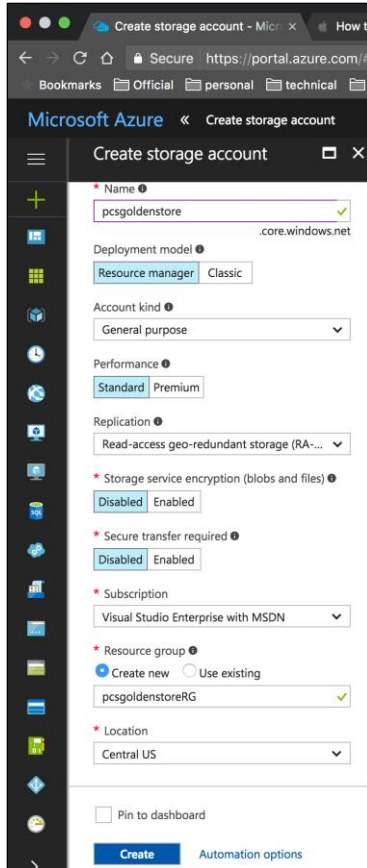 Create storage account - Micr
How t
Secure https://portal.azure.com/#
Bookmarks Official personal technical
Microsoft Azure « Create storage account
Create storage account
* Name
pcsgoldenstore
.core.windows.net
Deployment model
Resource manager Classic
Account kind
General purpose
Performance
Standard Premium
Replication
Read-access geo-redundant storage (RA-...
* Storage service encryption (blobs and files)
Disabled Enabled
* Secure transfer required
Disabled Enabled
* Subscription
Visual Studio Enterprise with MSDN
* Resource group
Create new Use existing
pcsgoldenstoreRG
* Location
Central US
Pin to dashboard
Create Automation options